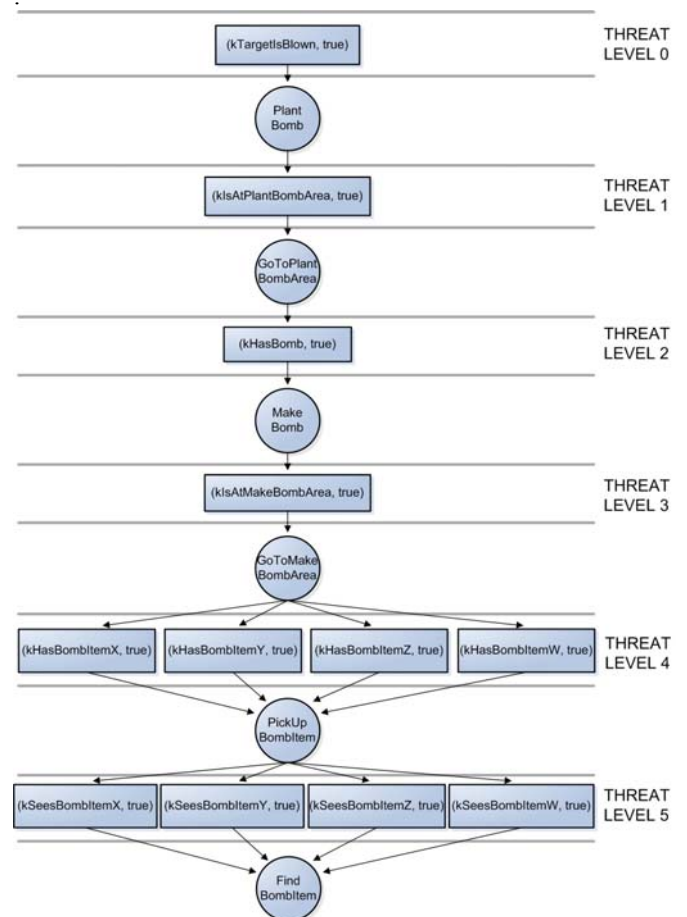 (kTargetIsBlown, true)
THREAT
LEVEL 0
Plant
Bomb
(kIsAtPlantBombArea, true)
THREAT
LEVEL 1
GoToPlant
BombArea
(kHasBomb, true)
THREAT
LEVEL 2
Make
Bomb
(kIsAtMakeBombArea, true)
THREAT
LEVEL 3
GoToMake
BombArea
(kHasBombItemX, true) (kHasBombItemY, true) (kHasBombItemZ, true) (kHasBombItemW, true)
THREAT
LEVEL 4
PickUp
BombItem
(kSeesBombItemX, true) (kSeesBombItemY, true) (kSeesBombItemZ, true) (kSeesBombItemW, true)
THREAT
LEVEL 5
Find
BombItem